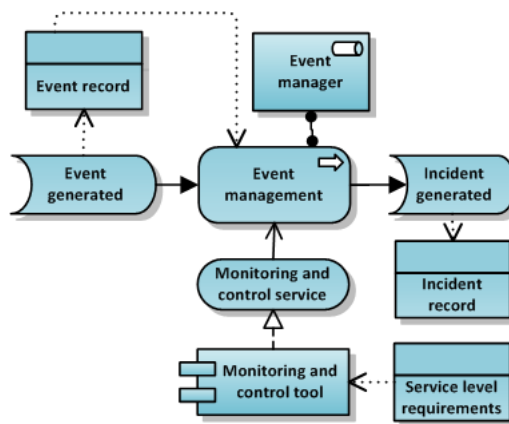 Event record
Event
manager
Event
generated
Event
management
Incident
generated
Monitoring and
control service
Incident
record
Monitoring and
control tool
Service level
requirements